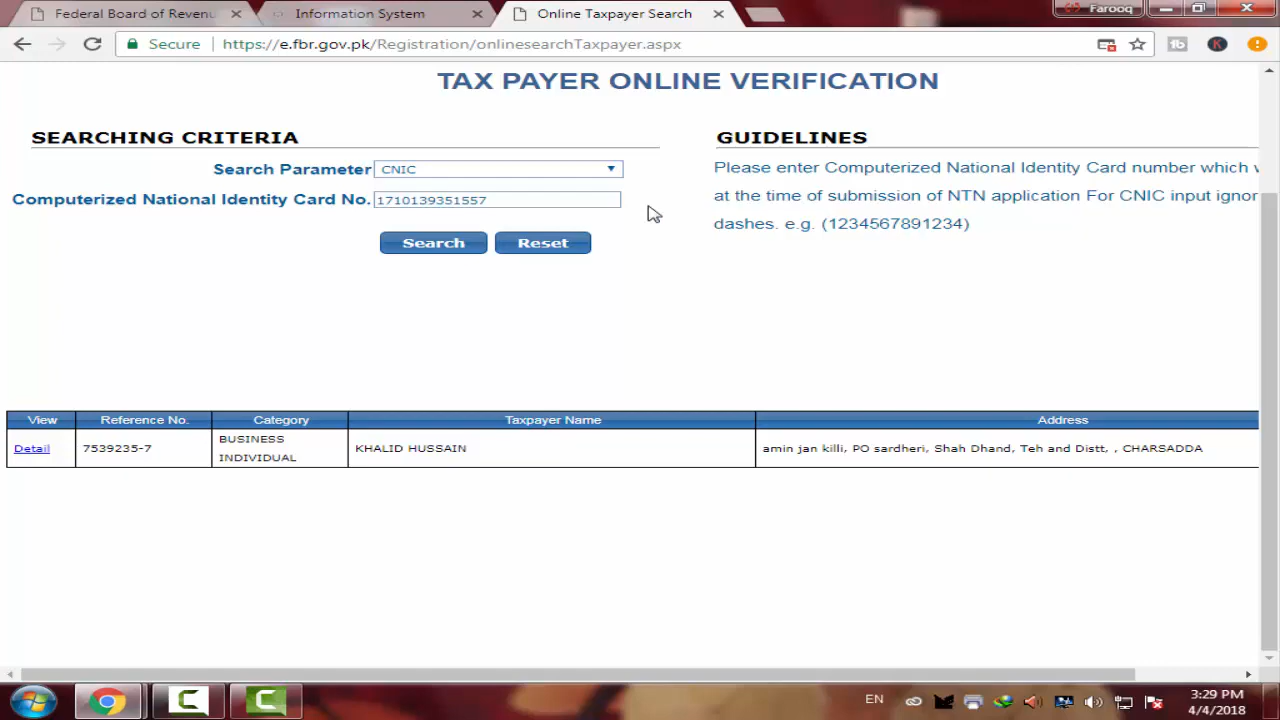 Federal Board of Revenu
Information System
Online Taxpayer Search
Farooq
Secure
https://e.fbr.gov.pk/Registration/onlinesearchTaxpayer.aspx
TAX PAYER ONLINE VERIFICATION
SEARCHING CRITERIA
Search Parameter
CNIC
Computerized National Identity Card No.
1710139351557
Search
Reset
GUIDELINES
Please enter Computerized National Identity Card number which w
at the time of submission of NTN application For CNIC input ignor
dashes. e.g. (1234567891234)
View Reference No. Category Taxpayer Name Address
Detail 7539235-7 BUSINESS INDIVIDUAL KHALID HUSSAIN amin jan killi, PO sardheri, Shah Dhand, Teh and Distt, , CHARSADDA
EN
3:29 PM
4/4/2018